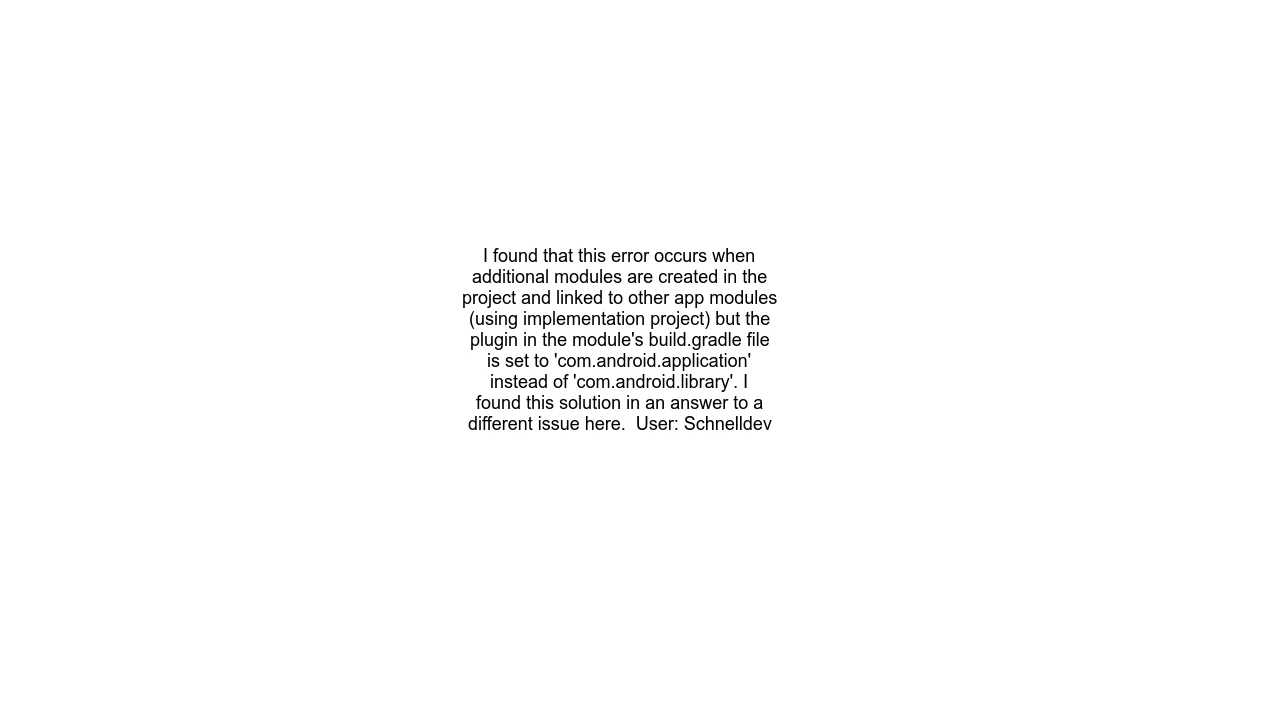 I found that this error occurs when
additional modules are created in the
project and linked to other app modules
(using implementation project) but the
plugin in the module's build.gradle file
is set to 'com.android.application'
instead of 'com.android.library'. I
found this solution in an answer to a
different issue here.  User: Schnelldev